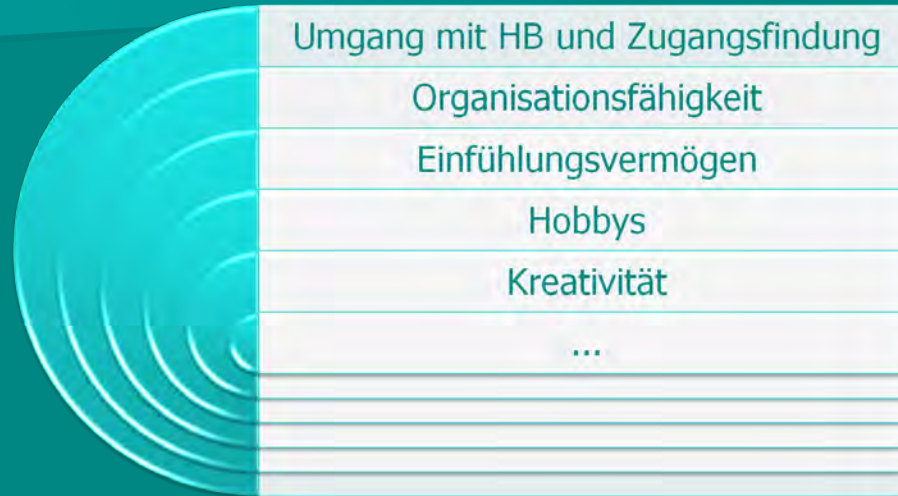 Umgang mit HB und Zugangsfindung
Organisationsfähigkeit
Einfühlungsvermögen
Hobbys
Kreativität
...